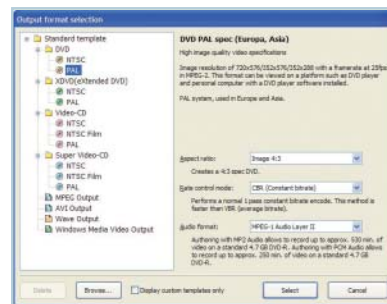 Output format selection
Standard template
DVD
NTSC
PAL
XDVD(eXtended DVD)
NTSC
PAL
Video-CD
NTSC
NTSC Film
PAL
Super Video-CD
NTSC
NTSC Film
PAL
MPEG Output
AVI Output
Wave Output
Windows Media Video Output
DVD PAL spec (Europa, Asia)
High image quality video specifications
Image resolution of 720x576/352x576/352x288 with a framerate at 25fps
in MPEG-2. This format can be viewed on a platform such as DVD player
and personal computer with a DVD player software installed.
PAL system, used in Europe and Asia.
Aspect ratio:
Image 4:3
Creates a 4:3 spec DVD.
Rate control mode:
CBR (Constant bitrate)
Performs a normal 1pass constant bitrate encode. This method is
faster than VBR (average bitrate).
Audio format:
MPEG-1 Audio Layer II
Authoring with MP2 Audio allows to record up to approx. 530 min. of
video on a standard 4.7 GB DVD-R. Authoring with PCM Audio allows
to record up to approx. 250 min. of video on a standard 4.7 GB
DVD-R.
Delete
Browse...
Display custom templates only
Select
Cancel